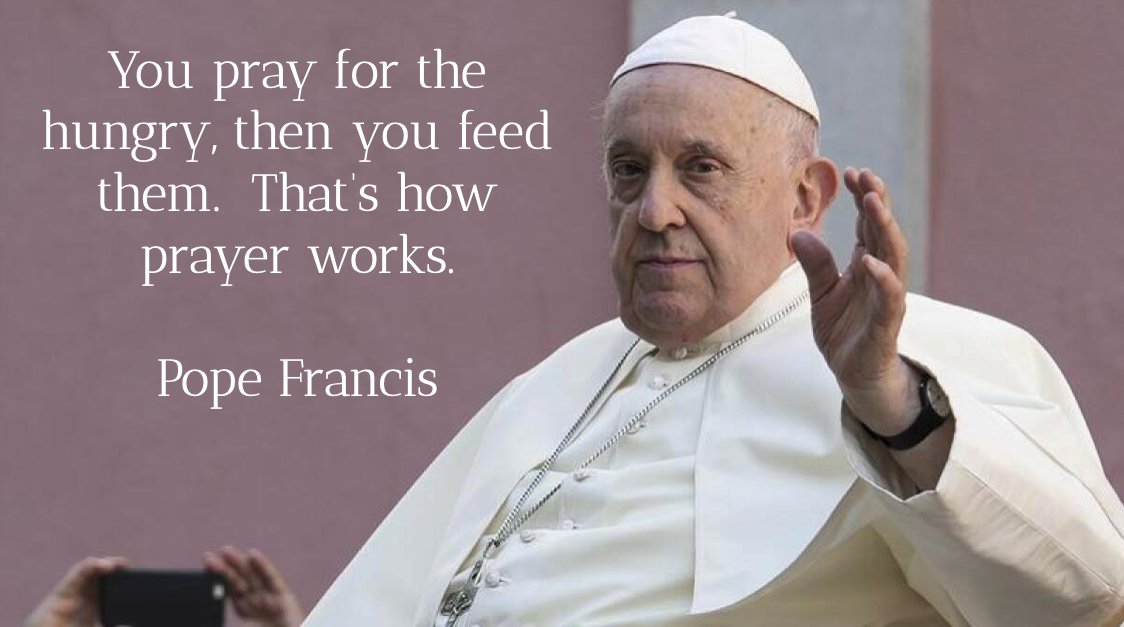 You pray for the
hungry, then you feed
them.  That's how
prayer works.
Pope Francis